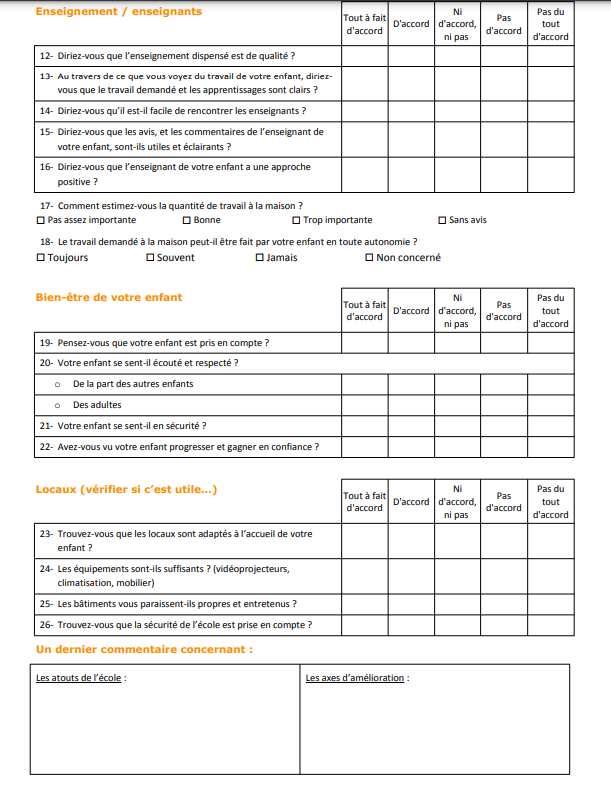 Enseignement / enseignants
Tout à fait d'accord
D'accord
Ni d'accord, ni pas
Pas d'accord
Pas du tout d'accord
12- Diriez-vous que l'enseignement dispensé est de qualité ?
13- Au travers de ce que vous voyez du travail de votre enfant, diriez-
vous que le travail demandé et les apprentissages sont clairs ?
14- Diriez-vous qu'il est facile de rencontrer les enseignants ?
15- Diriez-vous que les avis, et les commentaires de l'enseignant de
votre enfant, sont-ils utiles et éclairants ?
16- Diriez-vous que l'enseignant de votre enfant a une approche
positive ?
17- Comment estimez-vous la quantité de travail à la maison ?
☐ Pas assez importante ☐ Bonne ☐ Trop importante ☐ Sans avis
18- Le travail demandé à la maison peut-il être fait par votre enfant en toute autonomie ?
☐ Toujours ☐ Souvent ☐ Jamais ☐ Non concerné
Bien-être de votre enfant
Tout à fait d'accord
D'accord
Ni d'accord, ni pas
Pas d'accord
Pas du tout d'accord
19- Pensez-vous que votre enfant est pris en compte ?
20- Votre enfant se sent-il écouté et respecté ?
o De la part des autres enfants
o Des adultes
21- Votre enfant se sent-il en sécurité ?
22- Avez-vous vu votre enfant progresser et gagner en confiance ?
Locaux (vérifier si c'est utile...)
Tout à fait d'accord
D'accord
Ni d'accord, ni pas
Pas d'accord
Pas du tout d'accord
23- Trouvez-vous que les locaux sont adaptés à l'accueil de votre
enfant ?
24- Les équipements sont-ils suffisants ? (vidéoprojecteurs,
climatisation, mobilier)
25- Les bâtiments vous paraissent-ils propres et entretenus ?
26- Trouvez-vous que la sécurité de l'école est prise en compte ?
Un dernier commentaire concernant :
Les atouts de l'école :
Les axes d'amélioration :